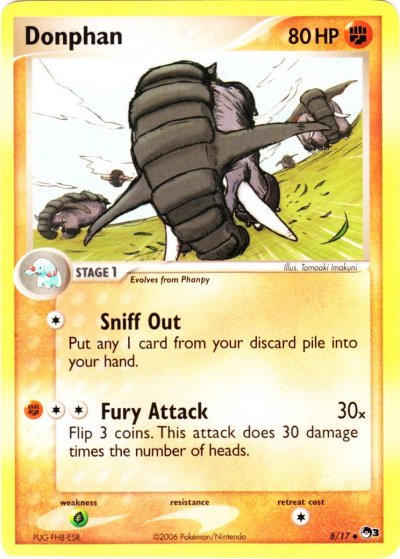 Donphan 80 HP
Illus. Tomoaki Imakuni
STAGE 1
Evolves from Phanpy
Sniff Out
Put any 1 card from your discard pile into
your hand.
Fury Attack 30x
Flip 3 coins. This attack does 30 damage
times the number of heads.
weakness resistance retreat cost
PUG FH8-ESR ©2006 Pokémon/Nintendo 8/17 ◆ 3